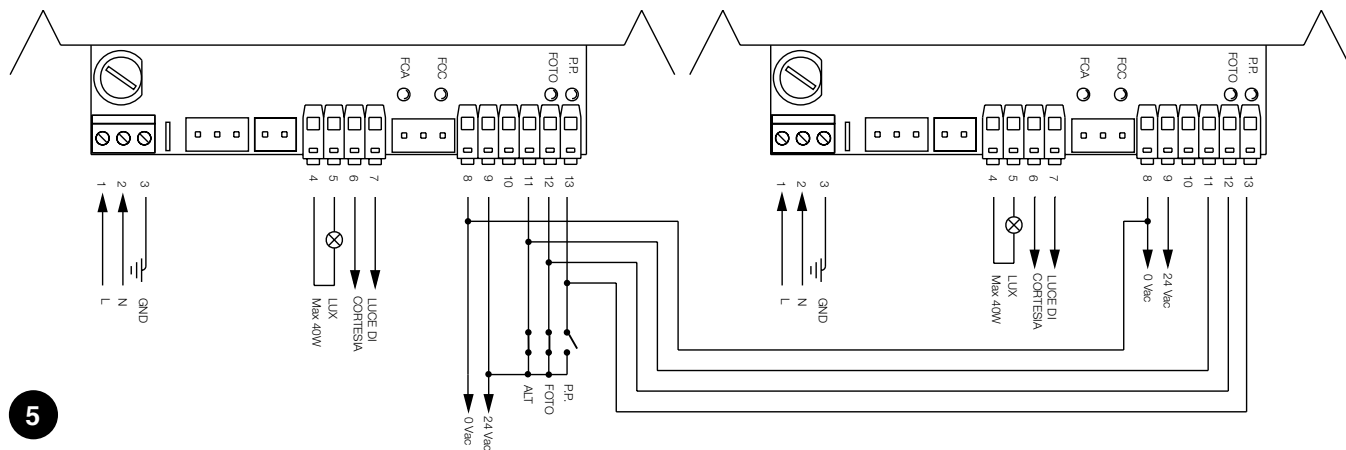 FCA
FCC
FOTO
P.P.
FCA
FCC
FOTO
P.P.
1
2
3
4
5
6
7
8
9
10
11
12
13
1
2
3
4
5
6
7
8
9
10
11
12
13
L
N
GND
Max 40W
LUX
CORTESIA
LUCE DI
0 Vac
24 Vac
ALT
FOTO
P.P.
L
N
GND
Max 40W
LUX
CORTESIA
LUCE DI
0 Vac
24 Vac
5